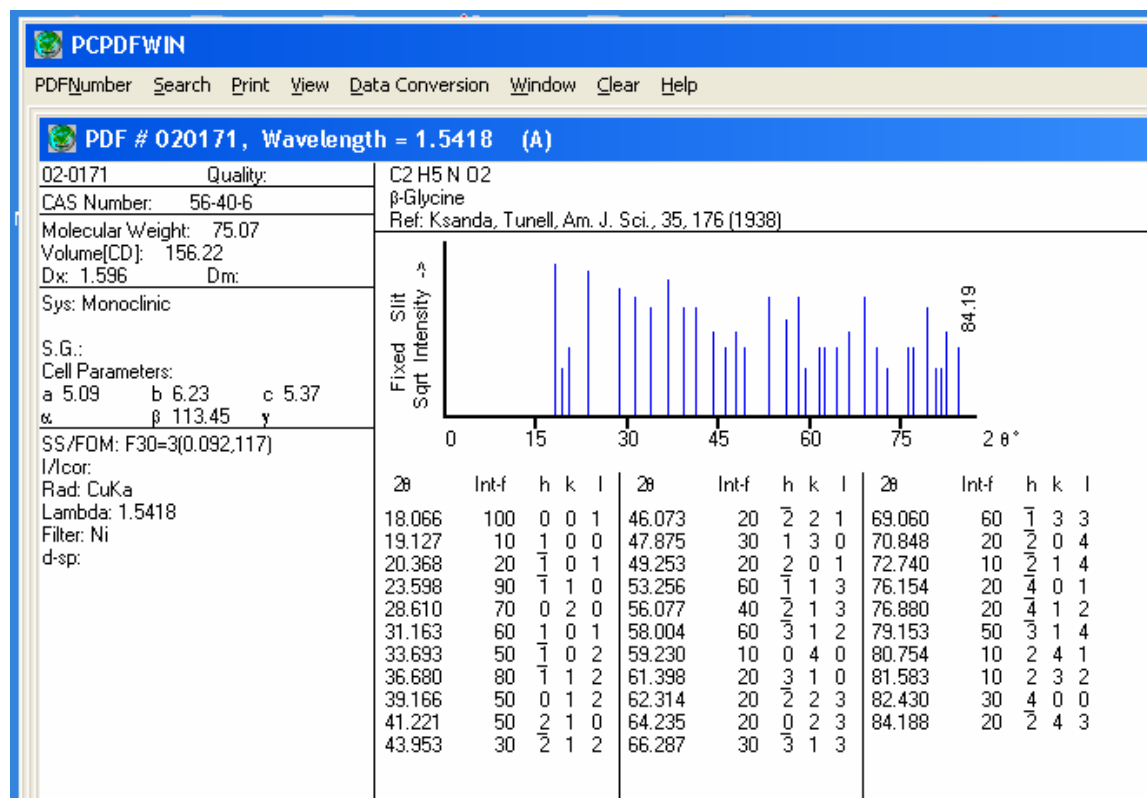 PCPDFWIN
PDFNumber Search Print View Data Conversion Window Clear Help
PDF # 020171, Wavelength = 1.5418 (A)
02-0171 Quality:
CAS Number: 56-40-6
Molecular Weight: 75.07
Volume[CD]: 156.22
Dx: 1.596 Dm:
Sys: Monoclinic
S.G.:
Cell Parameters:
a 5.09 b 6.23 c 5.37
α β 113.45 γ
SS/FOM: F30=3(0.092,117)
I/Icor:
Rad: CuKa
Lambda: 1.5418
Filter: Ni
d-sp:
C2 H5 N O2
β-Glycine
Ref: Ksanda, Tunell, Am. J. Sci., 35, 176 (1938)
Fixed Slit
Sqrt Intensity ->
84.19
0 15 30 45 60 75 2 θ°
2θ Int-f h k l 2θ Int-f h k l 2θ Int-f h k l
18.066 100 0 0 1 46.073 20 2̅ 2 1 69.060 60 1̅ 3 3
19.127 10 1 0 0 47.875 30 1 3 0 70.848 20 2̅ 0 4
20.368 20 1̅ 0 1 49.253 20 2 0 1 72.740 10 2̅ 1 4
23.598 90 1̅ 1 0 53.256 60 1̅ 1 3 76.154 20 4̅ 0 1
28.610 70 0 2 0 56.077 40 2̅ 1 3 76.880 20 4̅ 1 2
31.163 60 1 0 1 58.004 60 3̅ 1 2 79.153 50 3̅ 1 4
33.693 50 1̅ 0 2 59.230 10 0 4 0 80.754 10 2 4 1
36.680 80 1̅ 1 2 61.398 20 3 1 0 81.583 10 2 3 2
39.166 50 0 1 2 62.314 20 2̅ 2 3 82.430 30 4 0 0
41.221 50 2 1 0 64.235 20 0 2 3 84.188 20 2̅ 4 3
43.953 30 2̅ 1 2 66.287 30 3̅ 1 3